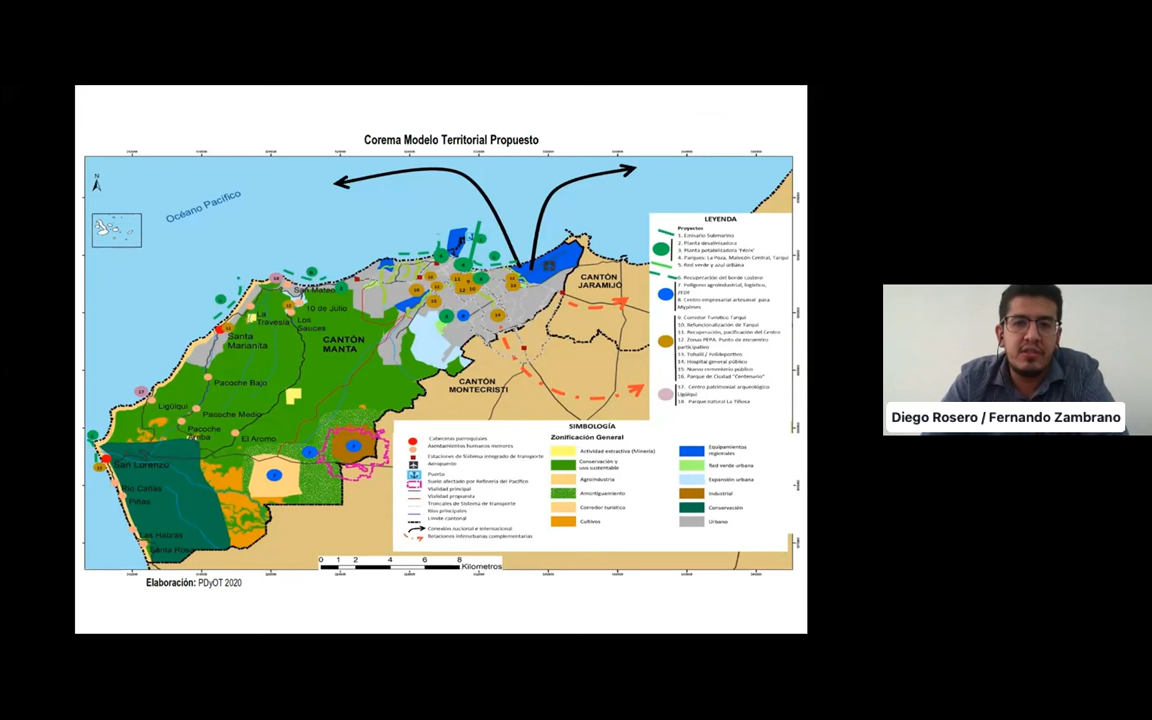 Corema Modelo Territorial Propuesto
N
Océano Pacífico
LEYENDA
Proyectos
1. Emisario Submarino
2. Planta desalinizadora
3. Planta potabilizadora "Fénix"
4. Parques: La Poza, Malecón Central, Tarqui
5. Red verde y azul urbana
6. Recuperación del borde costero
7. Polígono agroindustrial, logístico,
ZEDE
8. Centro empresarial artesanal para
Mypimes
9. Corredor Turístico Tarqui
10. Refuncionalización de Tarqui
11. Recuperación, pacificación del Centro
12. Zonas PEPA. Punto de encuentro
participativo
13. Tohallí / Polideportivo
14. Hospital general público
15. Nuevo cementerio público
16. Parque de Ciudad "Centenario"
17. Centro patrimonial arqueológico
Ligüiqui
18. Parque natural La Tillosa
CANTÓN
JARAMIJÓ
San Mateo
10 de Julio
La
Travesía
Los
Sauces
Santa
Marianita
CANTÓN
MANTA
CANTÓN
MONTECRISTI
Pacoche Bajo
Ligüiqui
Pacoche Medio
Pacoche
Arriba
El Aromo
San Lorenzo
Río Cañas
Piñas
Las Habras
Santa Rosa
SIMBOLOGÍA
Cabeceras parroquiales
Asentamientos humanos menores
Estaciones de Sistema integrado de transporte
Aeropuerto
Puerto
Suelo afectado por Refinería del Pacífico
Vialidad principal
Vialidad propuesta
Troncales de Sistema de transporte
Ríos principales
Límite cantonal
Conexión nacional e internacional
Relaciones interurbanas complementarias
Zonificación General
Actividad extractiva (Minería)
Conservación y
uso sustentable
Agroindustria
Amortiguamiento
Corredor turístico
Cultivos
Equipamientos
regionales
Red verde urbana
Expansión urbana
Industrial
Conservación
Urbano
0 1 2 4 6 8
Kilometros
Elaboración: PDyOT 2020
Diego Rosero / Fernando Zambrano